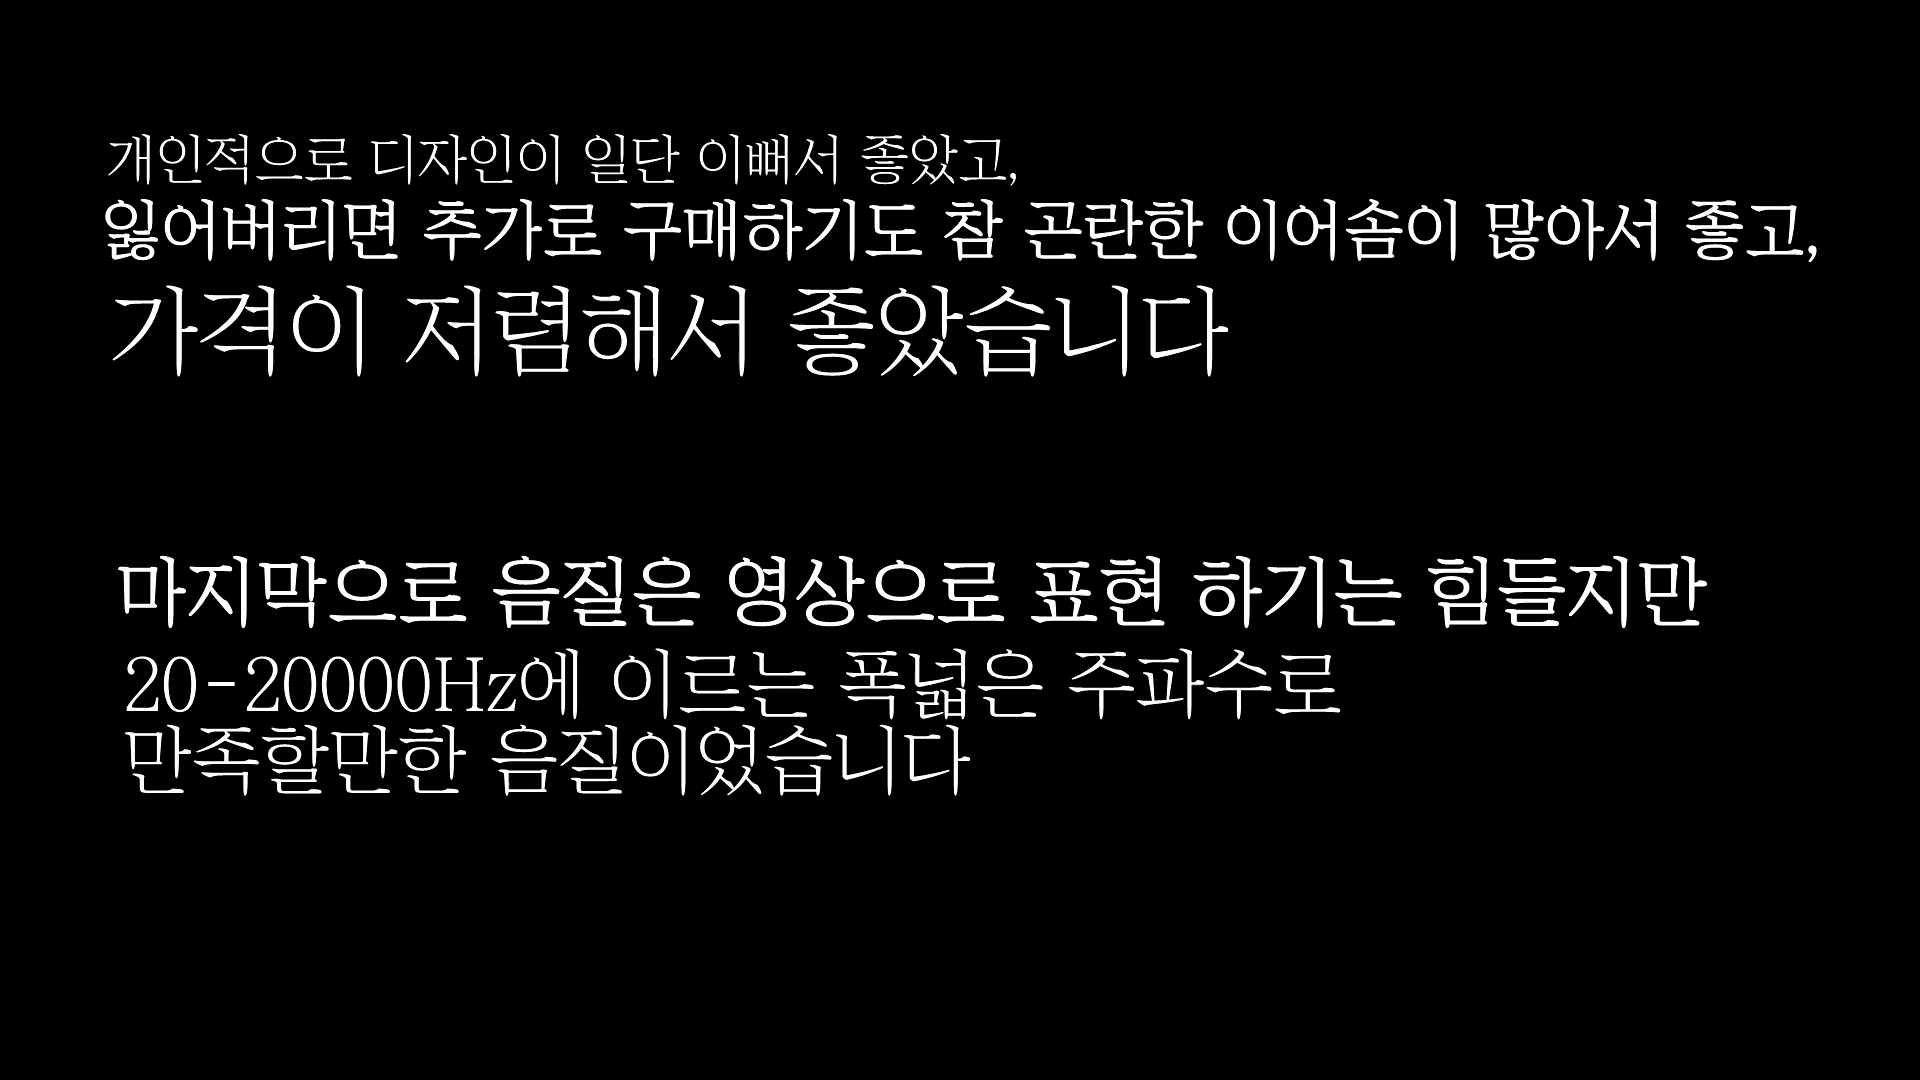 개인적으로 디자인이 일단 이뻐서 좋았고,
잃어버리면 추가로 구매하기도 참 곤란한 이어솜이 많아서 좋고,
가격이 저렴해서 좋았습니다
마지막으로 음질은 영상으로 표현 하기는 힘들지만
20-20000Hz에 이르는 폭넓은 주파수로
만족할만한 음질이었습니다